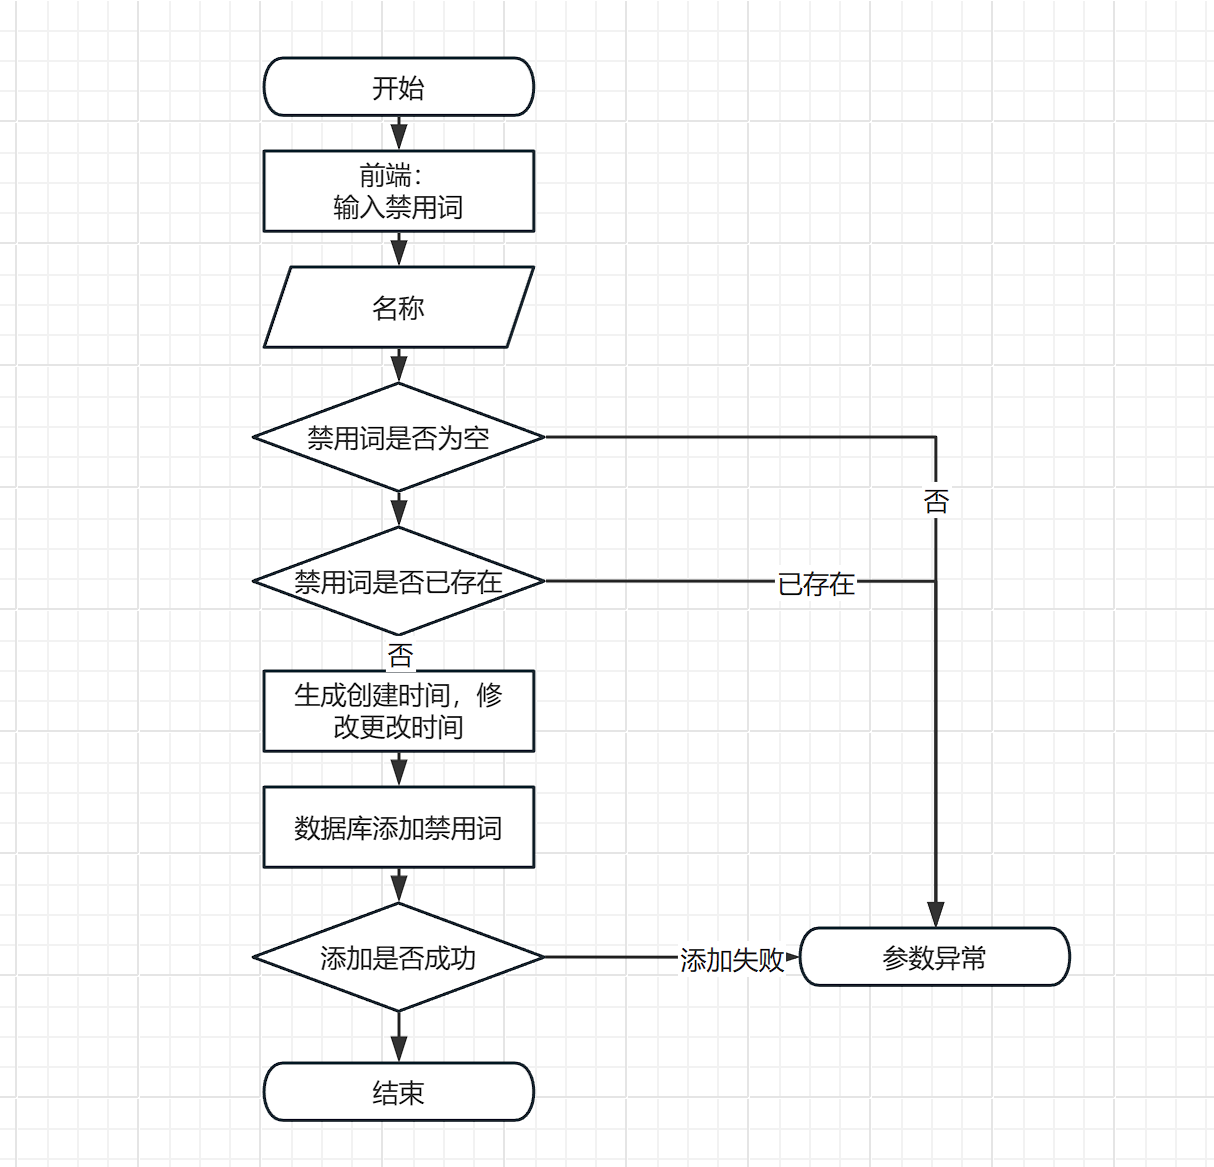 开始
前端：
输入禁用词
名称
禁用词是否为空
否
禁用词是否已存在
已存在
否
生成创建时间，修
改更改时间
数据库添加禁用词
添加是否成功
添加失败
参数异常
结束